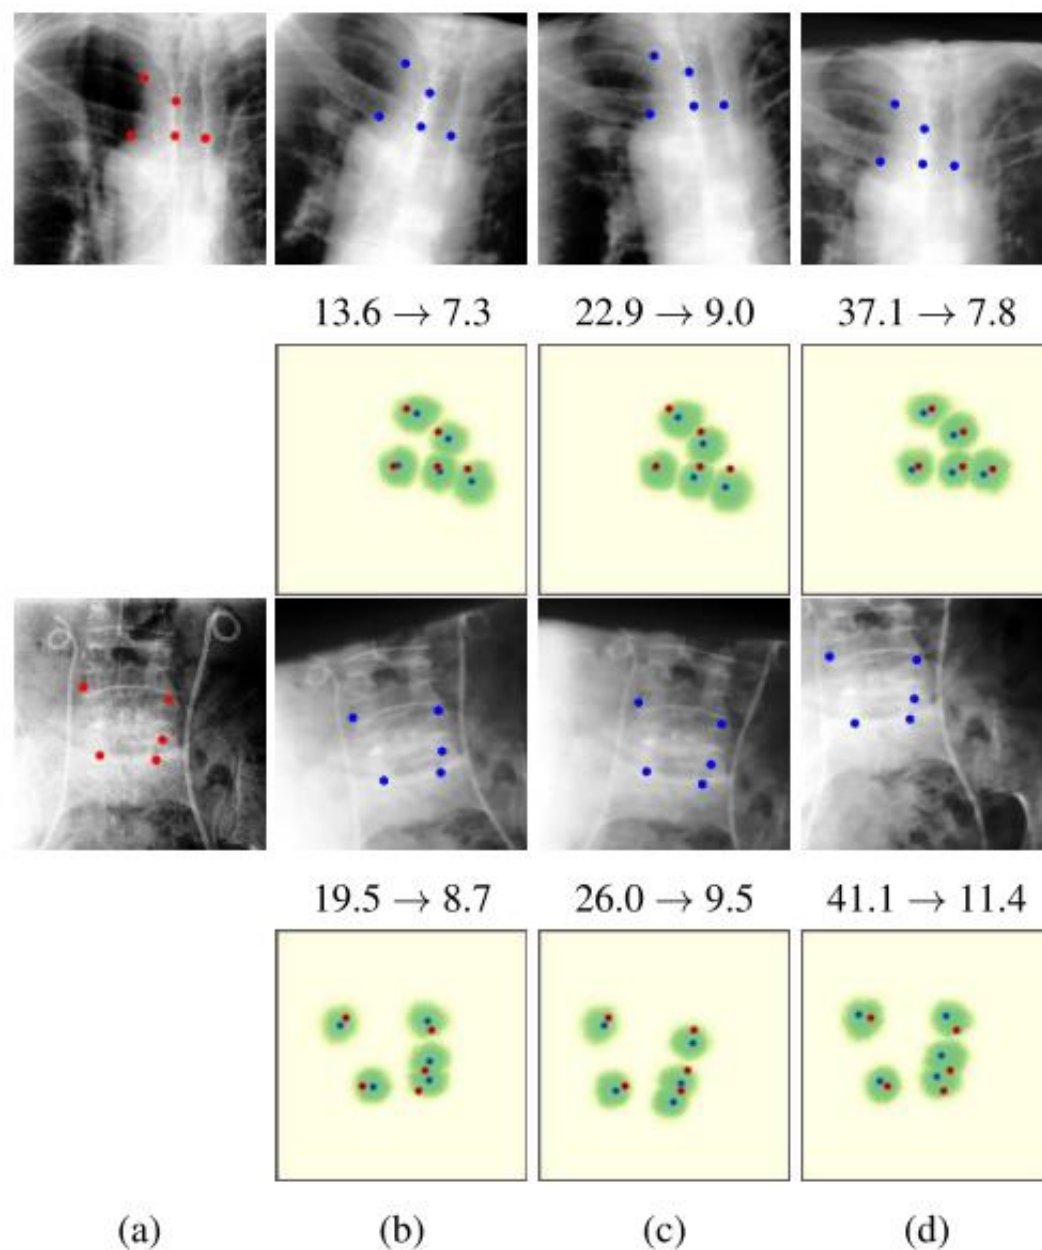 13.6 → 7.3 22.9 → 9.0 37.1 → 7.8
19.5 → 8.7 26.0 → 9.5 41.1 → 11.4
(a) (b) (c) (d)